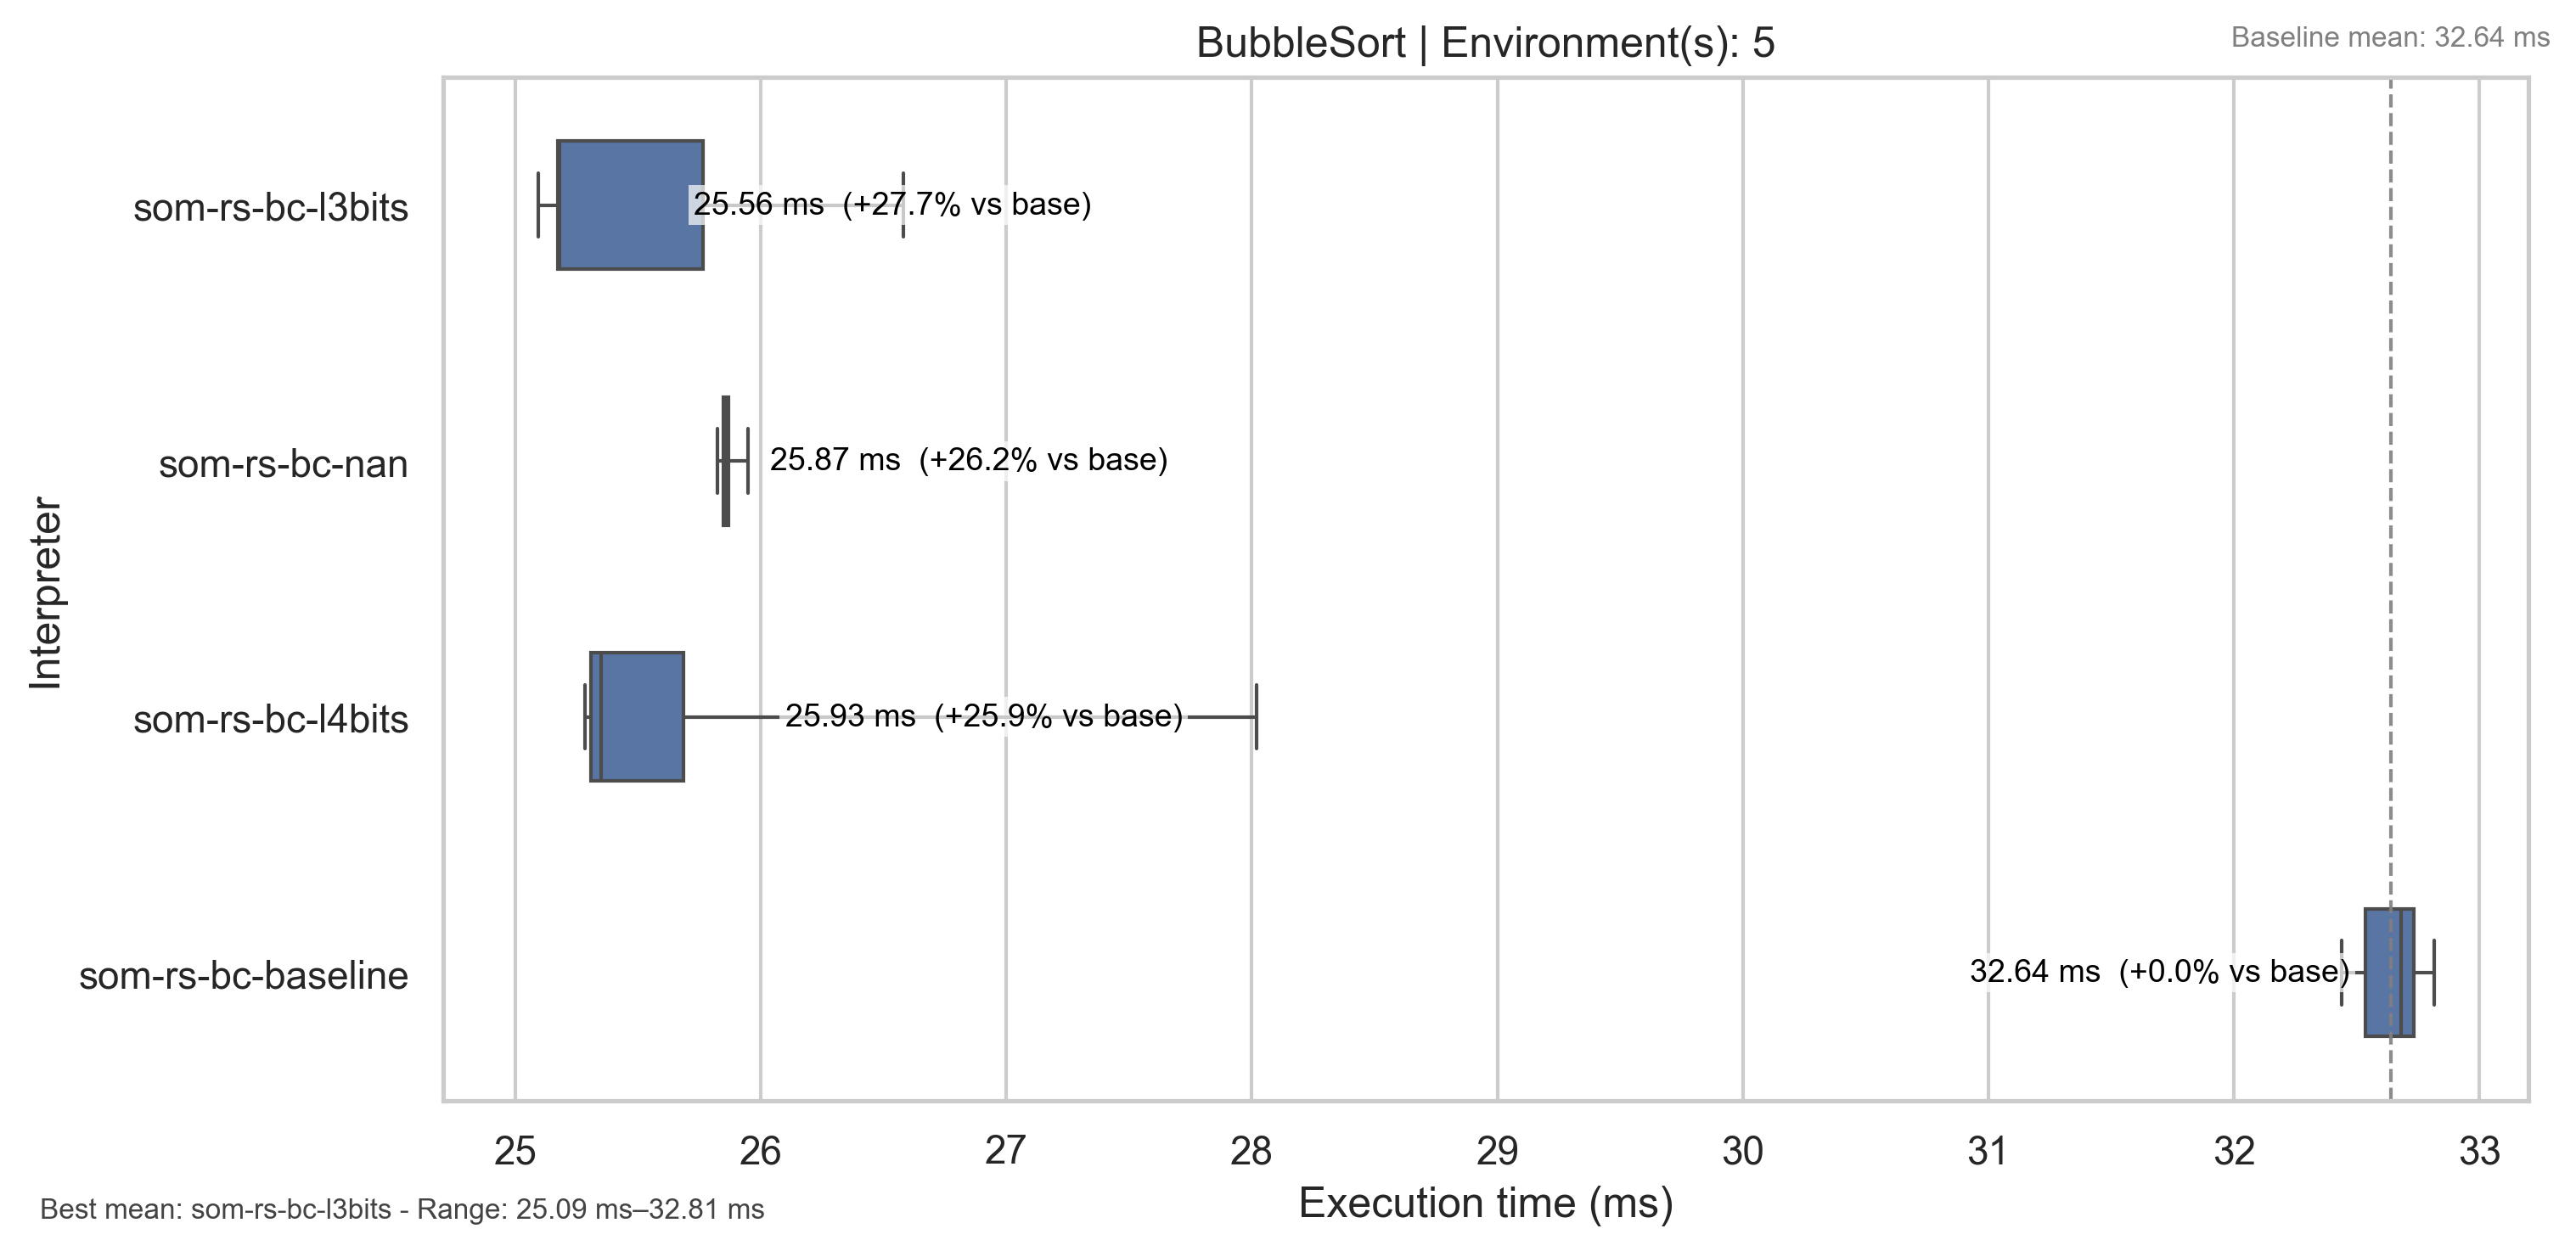 BubbleSort | Environment(s): 5
Baseline mean: 32.64 ms
Interpreter
som-rs-bc-l3bits
25.56 ms (+27.7% vs base)
som-rs-bc-nan
25.87 ms (+26.2% vs base)
som-rs-bc-l4bits
25.93 ms (+25.9% vs base)
som-rs-bc-baseline
32.64 ms (+0.0% vs base)
25 26 27 28 29 30 31 32 33
Execution time (ms)
Best mean: som-rs-bc-l3bits - Range: 25.09 ms–32.81 ms